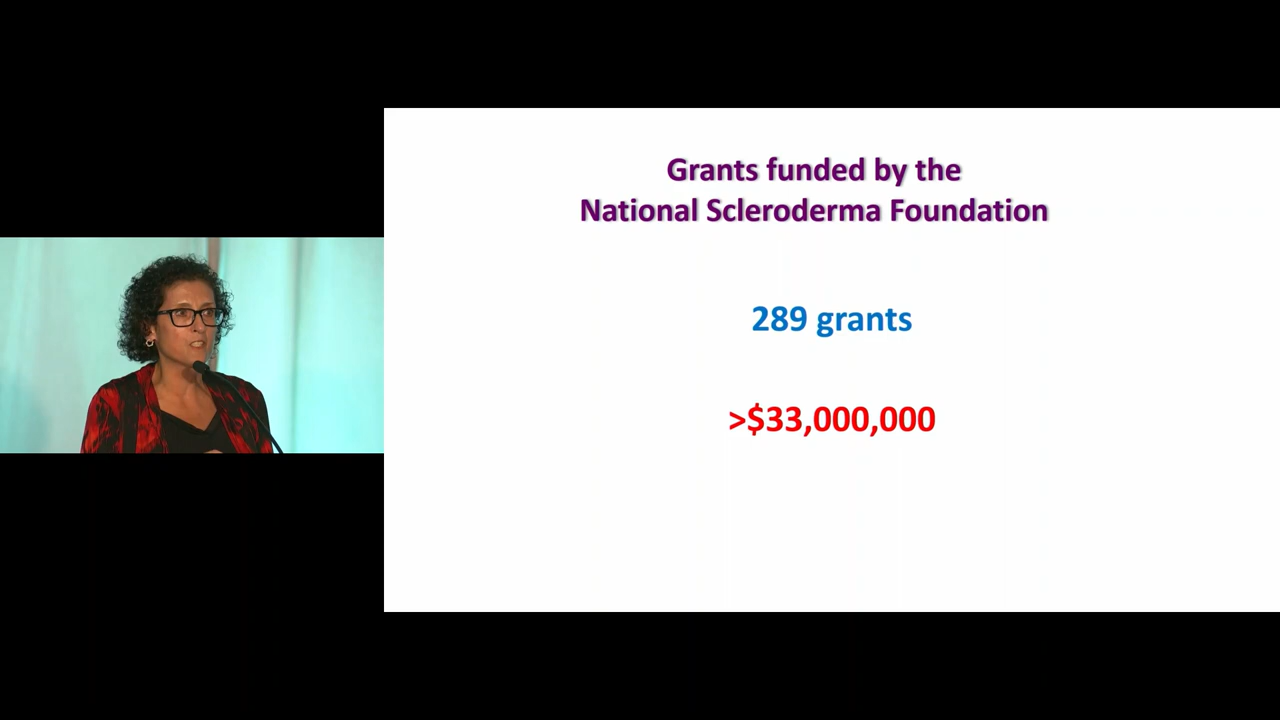 Grants funded by the
National Scleroderma Foundation
289 grants
>$33,000,000